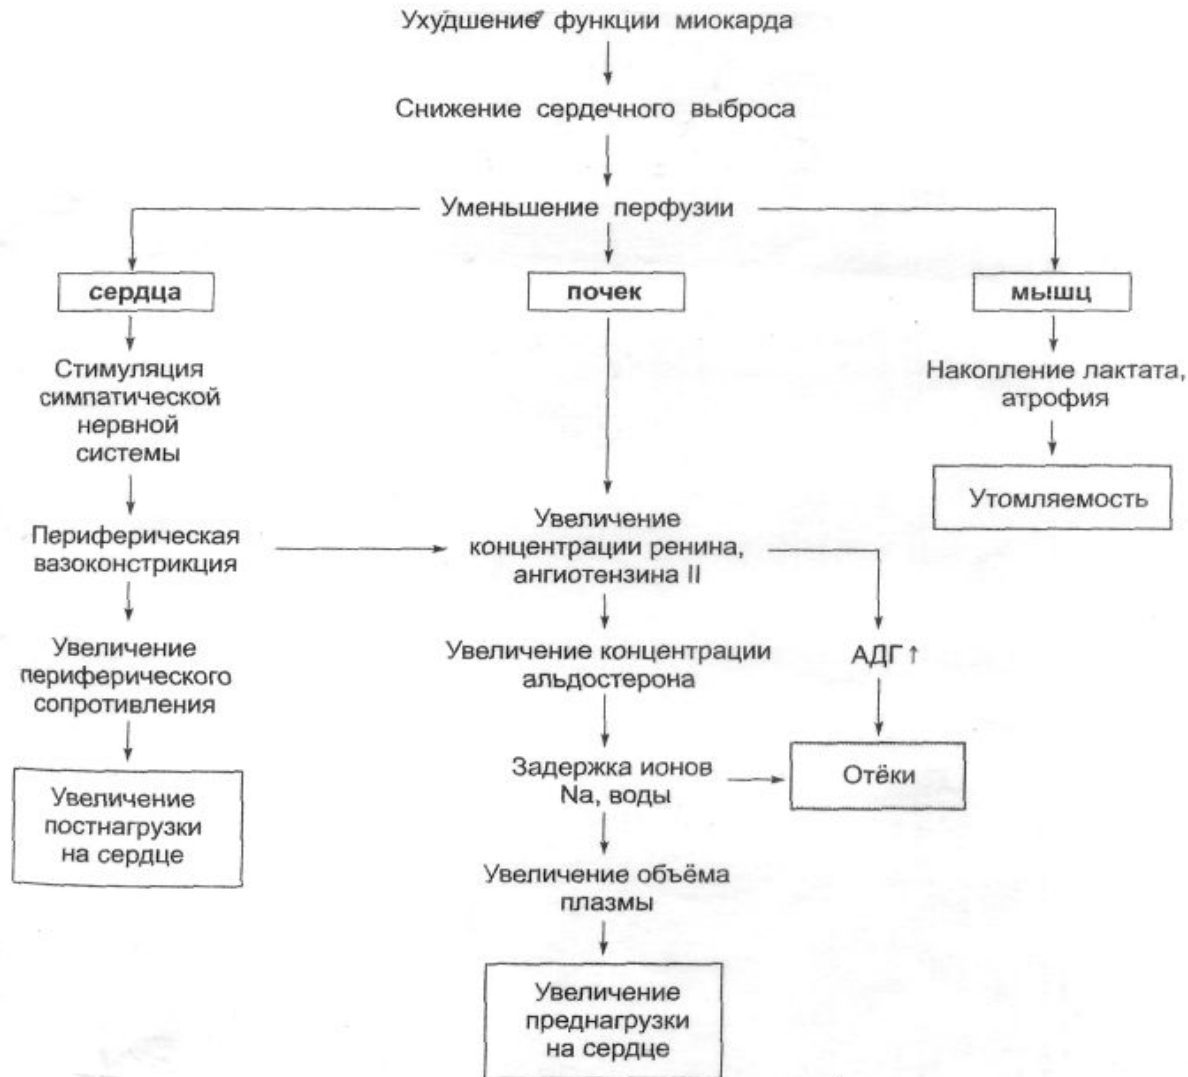 Ухудшение функции миокарда
Снижение сердечного выброса
Уменьшение перфузии
сердца
почек
мышц
Стимуляция
симпатической
нервной
системы
Накопление лактата,
атрофия
Утомляемость
Периферическая
вазоконстрикция
Увеличение
концентрации ренина,
ангиотензина II
Увеличение
периферического
сопротивления
Увеличение концентрации
альдостерона
АДГ↑
Увеличение
постнагрузки
на сердце
Задержка ионов
Na, воды
Отёки
Увеличение объёма
плазмы
Увеличение
преднагрузки
на сердце